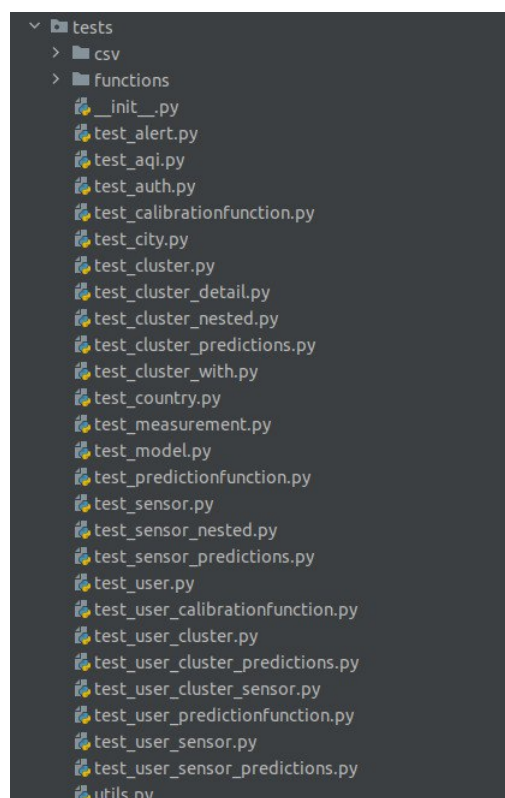 tests
csv
functions
__init__.py
test_alert.py
test_aqi.py
test_auth.py
test_calibrationfunction.py
test_city.py
test_cluster.py
test_cluster_detail.py
test_cluster_nested.py
test_cluster_predictions.py
test_cluster_with.py
test_country.py
test_measurement.py
test_model.py
test_predictionfunction.py
test_sensor.py
test_sensor_nested.py
test_sensor_predictions.py
test_user.py
test_user_calibrationfunction.py
test_user_cluster.py
test_user_cluster_predictions.py
test_user_cluster_sensor.py
test_user_predictionfunction.py
test_user_sensor.py
test_user_sensor_predictions.py
utils.py